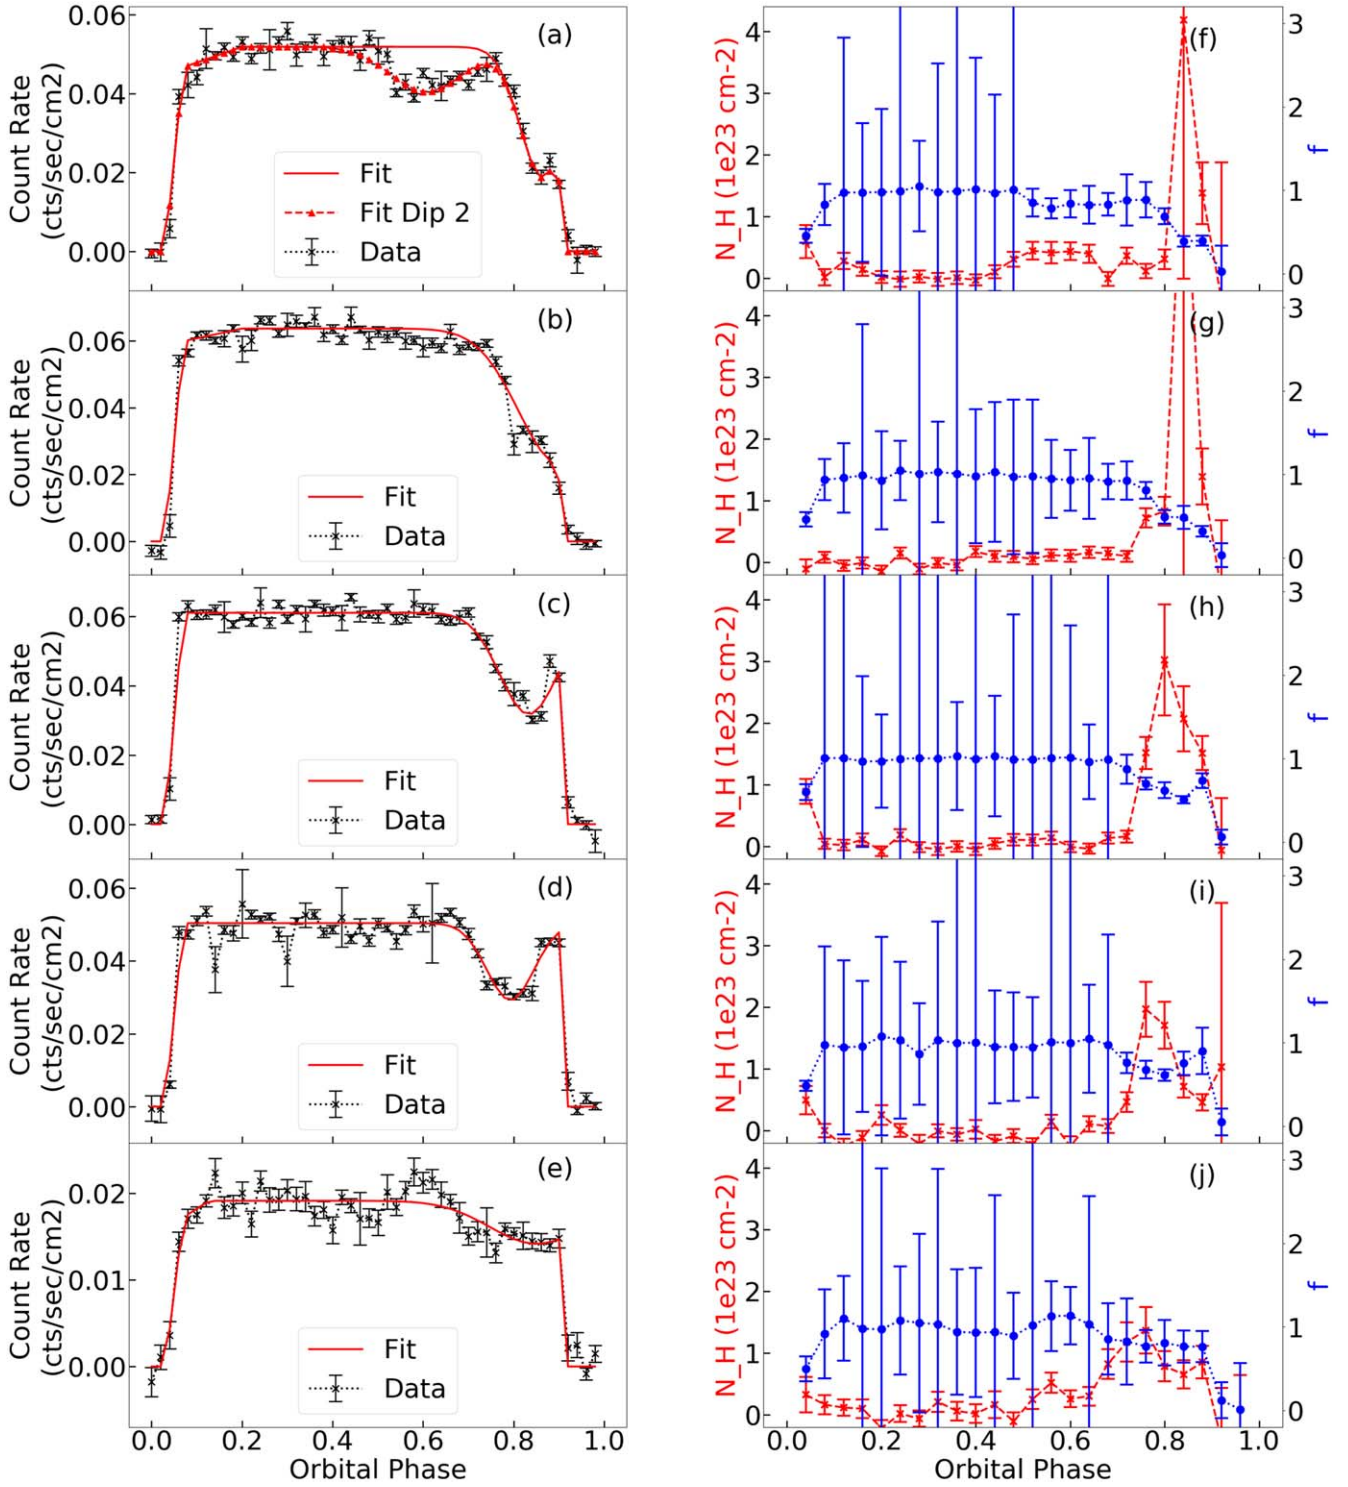 (a)
0.06
0.04
0.02
0.00
Count Rate
(cts/sec/cm2)
Fit
Fit Dip 2
Data
(f)
4
3
2
1
0
N_H (1e23 cm-2)
3
2
1
0
f
(b)
0.06
0.04
0.02
0.00
Count Rate
(cts/sec/cm2)
Fit
Data
(g)
4
3
2
1
0
N_H (1e23 cm-2)
3
2
1
0
f
(c)
0.06
0.04
0.02
0.00
Count Rate
(cts/sec/cm2)
Fit
Data
(h)
4
3
2
1
0
N_H (1e23 cm-2)
3
2
1
0
f
(d)
0.06
0.04
0.02
0.00
Count Rate
(cts/sec/cm2)
Fit
Data
(i)
4
3
2
1
0
N_H (1e23 cm-2)
3
2
1
0
f
(e)
0.02
0.01
0.00
Count Rate
(cts/sec/cm2)
Fit
Data
(j)
4
3
2
1
0
N_H (1e23 cm-2)
3
2
1
0
f
0.0 0.2 0.4 0.6 0.8 1.0
Orbital Phase
0.0 0.2 0.4 0.6 0.8 1.0
Orbital Phase